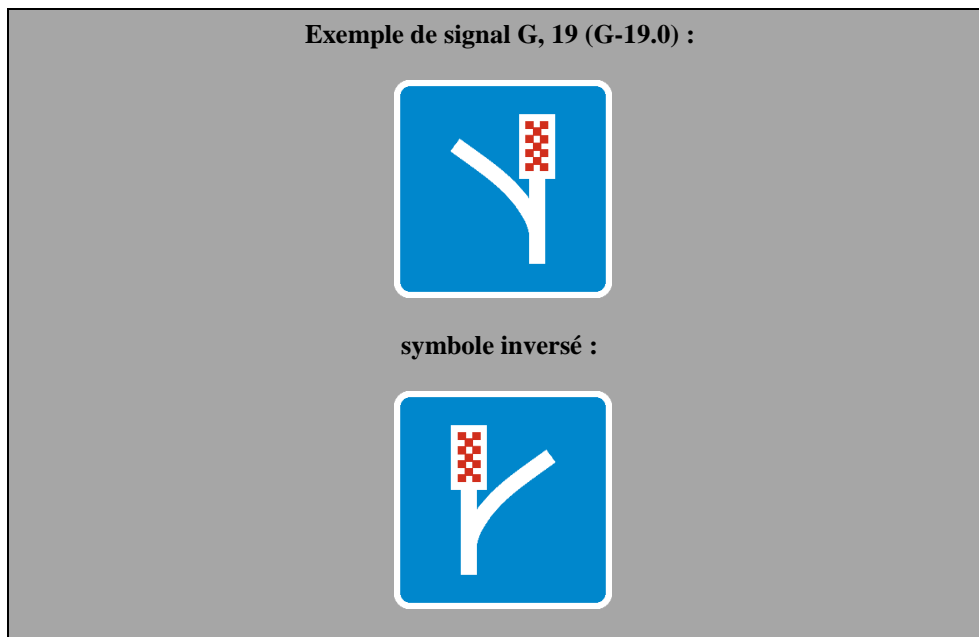 Exemple de signal G, 19 (G-19.0) :
symbole inversé :